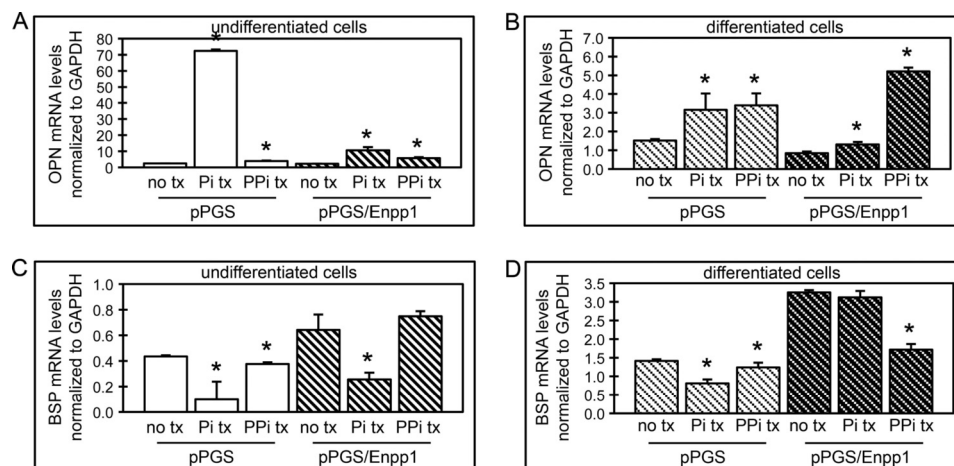 A
undifferentiated cells
OPN mRNA levels
normalized to GAPDH
80
70
60
50
40
30
20
10
0
*
*
*
*
no tx Pi tx PPi tx no tx Pi tx PPi tx
pPGS pPGS/Enpp1
B
differentiated cells
OPN mRNA levels
normalized to GAPDH
7.0
6.0
5.0
4.0
3.0
2.0
1.0
0.0
*
*
*
*
no tx Pi tx PPi tx no tx Pi tx PPi tx
pPGS pPGS/Enpp1
C
undifferentiated cells
BSP mRNA levels
normalized to GAPDH
1.0
0.8
0.6
0.4
0.2
0.0
*
*
*
no tx Pi tx PPi tx no tx Pi tx PPi tx
pPGS pPGS/Enpp1
D
differentiated cells
BSP mRNA levels
normalized to GAPDH
3.5
3.0
2.5
2.0
1.5
1.0
0.5
0.0
*
*
*
no tx Pi tx PPi tx no tx Pi tx PPi tx
pPGS pPGS/Enpp1